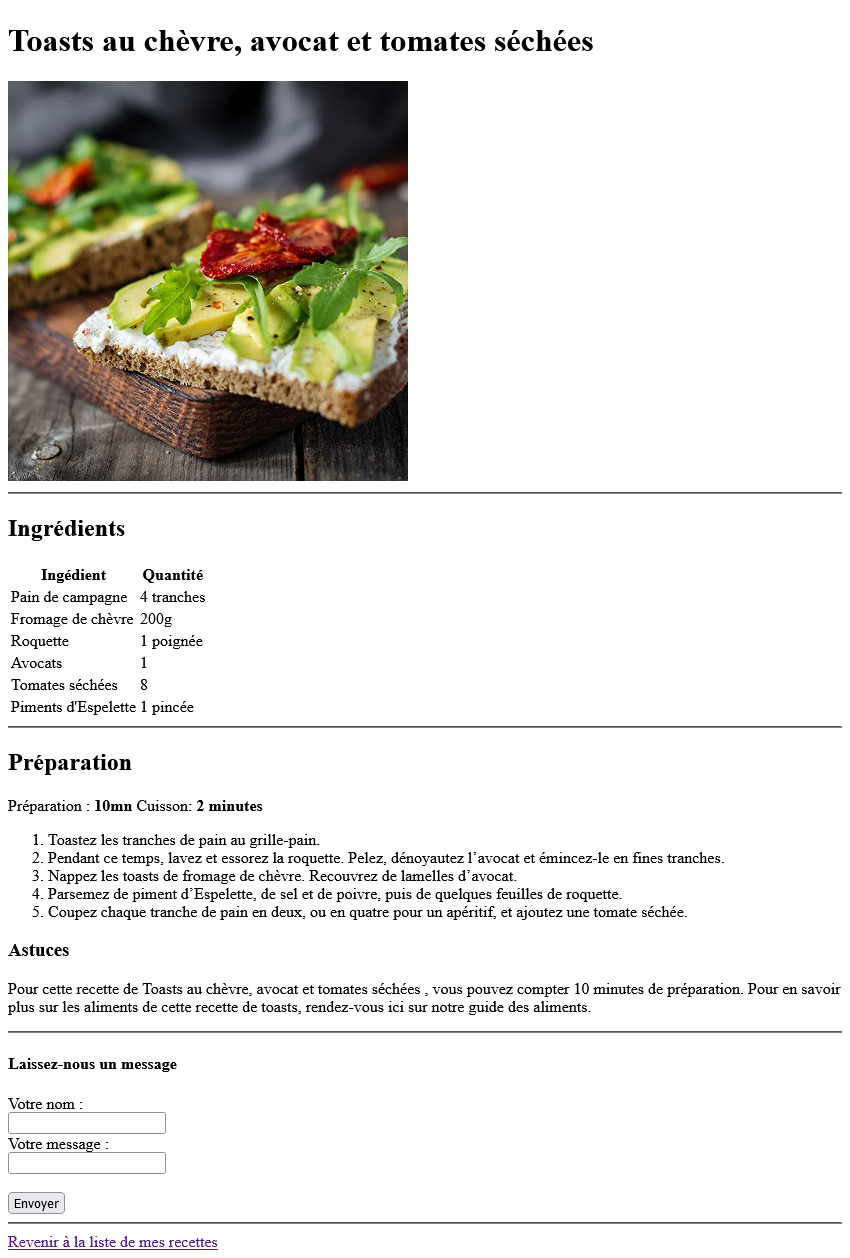 Toasts au chèvre, avocat et tomates séchées
Ingrédients
Ingédient Quantité
Pain de campagne 4 tranches
Fromage de chèvre 200g
Roquette 1 poignée
Avocats 1
Tomates séchées 8
Piments d'Espelette 1 pincée
Préparation
Préparation : 10mn Cuisson: 2 minutes
1. Toastez les tranches de pain au grille-pain.
2. Pendant ce temps, lavez et essorez la roquette. Pelez, dénoyautez l’avocat et émincez-le en fines tranches.
3. Nappez les toasts de fromage de chèvre. Recouvrez de lamelles d’avocat.
4. Parsemez de piment d’Espelette, de sel et de poivre, puis de quelques feuilles de roquette.
5. Coupez chaque tranche de pain en deux, ou en quatre pour un apéritif, et ajoutez une tomate séchée.
Astuces
Pour cette recette de Toasts au chèvre, avocat et tomates séchées , vous pouvez compter 10 minutes de préparation. Pour en savoir
plus sur les aliments de cette recette de toasts, rendez-vous ici sur notre guide des aliments.
Laissez-nous un message
Votre nom :
Votre message :
Envoyer
Revenir à la liste de mes recettes